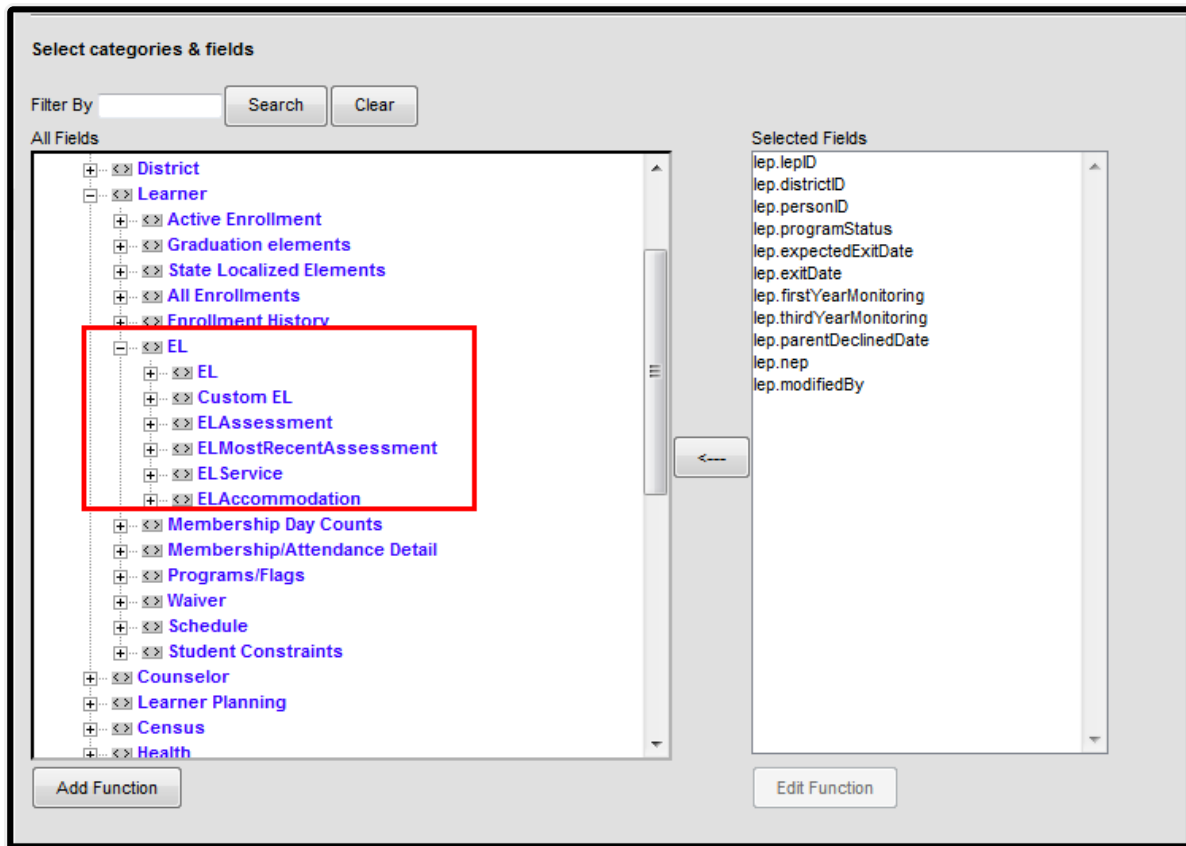 Select categories & fields
Filter By
Search
Clear
All Fields
District
Learner
Active Enrollment
Graduation elements
State Localized Elements
All Enrollments
Enrollment History
EL
EL
Custom EL
ELAssessment
ELMostRecentAssessment
ELService
ELAccommodation
Membership Day Counts
Membership/Attendance Detail
Programs/Flags
Waiver
Schedule
Student Constraints
Counselor
Learner Planning
Census
Health
Add Function
<---
Selected Fields
lep.lepID
lep.districtID
lep.personID
lep.programStatus
lep.expectedExitDate
lep.exitDate
lep.firstYearMonitoring
lep.thirdYearMonitoring
lep.parentDeclinedDate
lep.nep
lep.modifiedBy
Edit Function